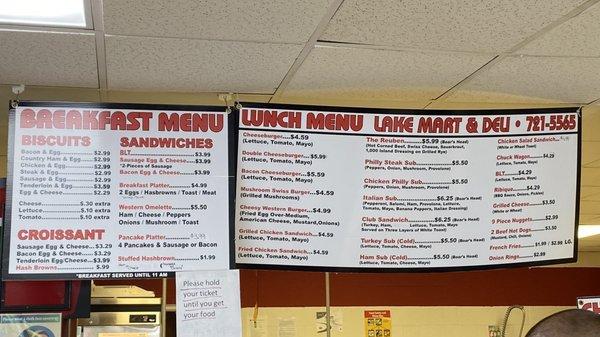 BREAKFAST MENU
BISCUITS
Bacon & Egg $2.99
Country Ham & Egg $2.99
Chicken & Egg $2.99
Steak & Egg $2.99
Sausage & Egg $2.99
Tenderloin & Egg $3.99
Egg & Cheese $2.29
Cheese $.30 extra
Lettuce $.10 extra
Tomato $.10 extra
CROISSANT
Sausage Egg & Cheese $3.29
Bacon Egg & Cheese $3.29
Tenderloin Egg & Cheese $3.69
Hash Browns $.99
SANDWICHES
BLT $3.99
Sausage Egg & Cheese $3.99
*2-Pieces of Sausage
Bacon Egg & Cheese $3.99
Breakfast Platter $4.99
2 Eggs / Hashbrowns / Toast / Meat
Western Omelette $5.50
Ham / Cheese / Peppers
Onions / Mushroom / Toast
Pancake Platter
4 Pancakes & Sausage or Bacon
Stuffed Hashbrowns $1.99
*BREAKFAST SERVED UNTIL 11 AM
Please hold
your ticket
until you get
your food
LUNCH MENU LAKE MART & DELI • 721-5565
Cheeseburger $4.59
(Lettuce, Tomato, Mayo)
Double Cheeseburger $5.99
(Lettuce, Tomato, Mayo)
Bacon Cheeseburger $5.59
(Lettuce, Tomato, Mayo)
Mushroom Swiss Burger $4.59
(Grilled Mushrooms)
Cheesy Western Burger $4.99
(Fried Egg Over-Medium,
American Cheese, Mustard, Onions)
Grilled Chicken Sandwich $4.59
(Lettuce, Tomato, Mayo)
Fried Chicken Sandwich $4.59
(Lettuce, Tomato, Mayo)
The Reuben $5.99 (Boar's Head)
(Hot Corned Beef, Swiss Cheese, Sauerkraut,
1,000 Island Dressing on Grilled Rye)
Philly Steak Sub $5.50
(Peppers, Onion, Mushroom, Provolone)
Chicken Philly Sub $5.50
(Peppers, Onion, Mushroom, Provolone)
Italian Sub $6.25 (Boar's Head)
(Pepperoni, Salami, Ham, Provolone, Lettuce,
Tomato, Mayo, Banana Peppers, Italian Dressing)
Club Sandwich $6.25 (Boar's Head)
(Turkey, Ham, Lettuce, Tomato, Mayo,
Served on Three Layers of White Toast)
Turkey Sub (Cold) $5.50 (Boar's Head)
(Lettuce, Tomato, Cheese, Mayo)
Ham Sub (Cold) $5.50 (Boar's Head)
(Lettuce, Tomato, Cheese, Mayo)
Chicken Salad Sandwich
(White or Wheat Toast)
Chuck Wagon $4.29
(Lettuce, Tomato, Mayo)
BLT $4.29
(Lettuce, Tomato, Mayo)
Ribique $4.29
(BBQ Sauce, Onion)
Grilled Cheese $3.50
(White or Wheat)
9 Piece Nuggets $2.99
2 Beef Hot Dogs $3.50
(Mustard, Chili, Onion)
French Fries $1.99 / $2.99 LG.
Onion Rings $2.99